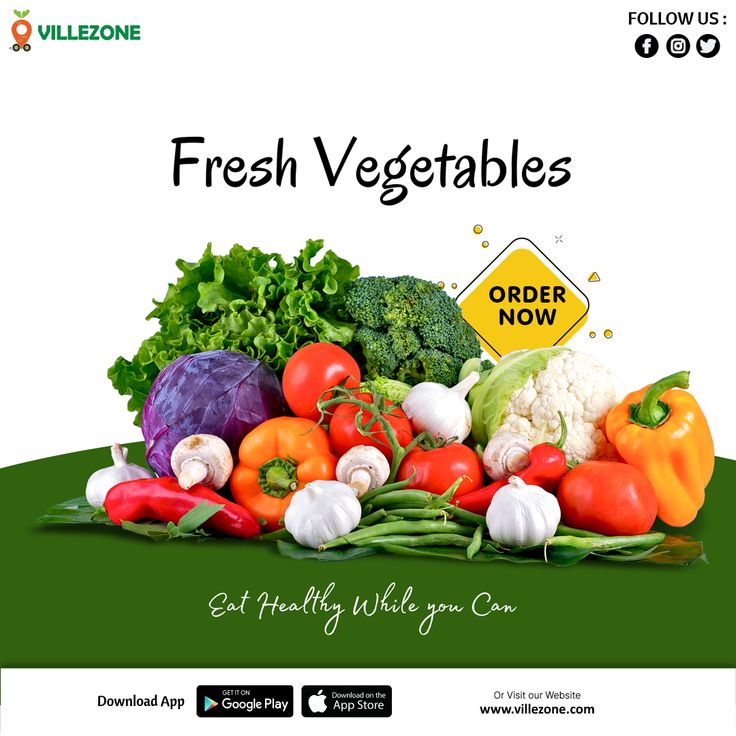 VILLEZONE
FOLLOW US :
Fresh Vegetables
ORDER
NOW
Eat Healthy While you Can
Download App
GET IT ON
Google Play
Download on the
App Store
Or Visit our Website
www.villezone.com